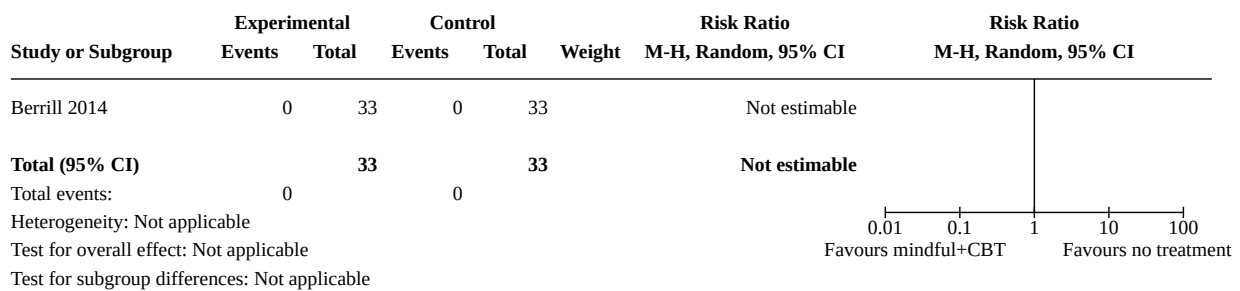 Experimental Control Risk Ratio Risk Ratio
Study or Subgroup Events Total Events Total Weight M-H, Random, 95% CI M-H, Random, 95% CI
Berrill 2014 0 33 0 33 Not estimable
Total (95% CI) 33 33 Not estimable
Total events: 0 0
Heterogeneity: Not applicable
0.01 0.1 1 10 100
Test for overall effect: Not applicable Favours mindful+CBT Favours no treatment
Test for subgroup differences: Not applicable